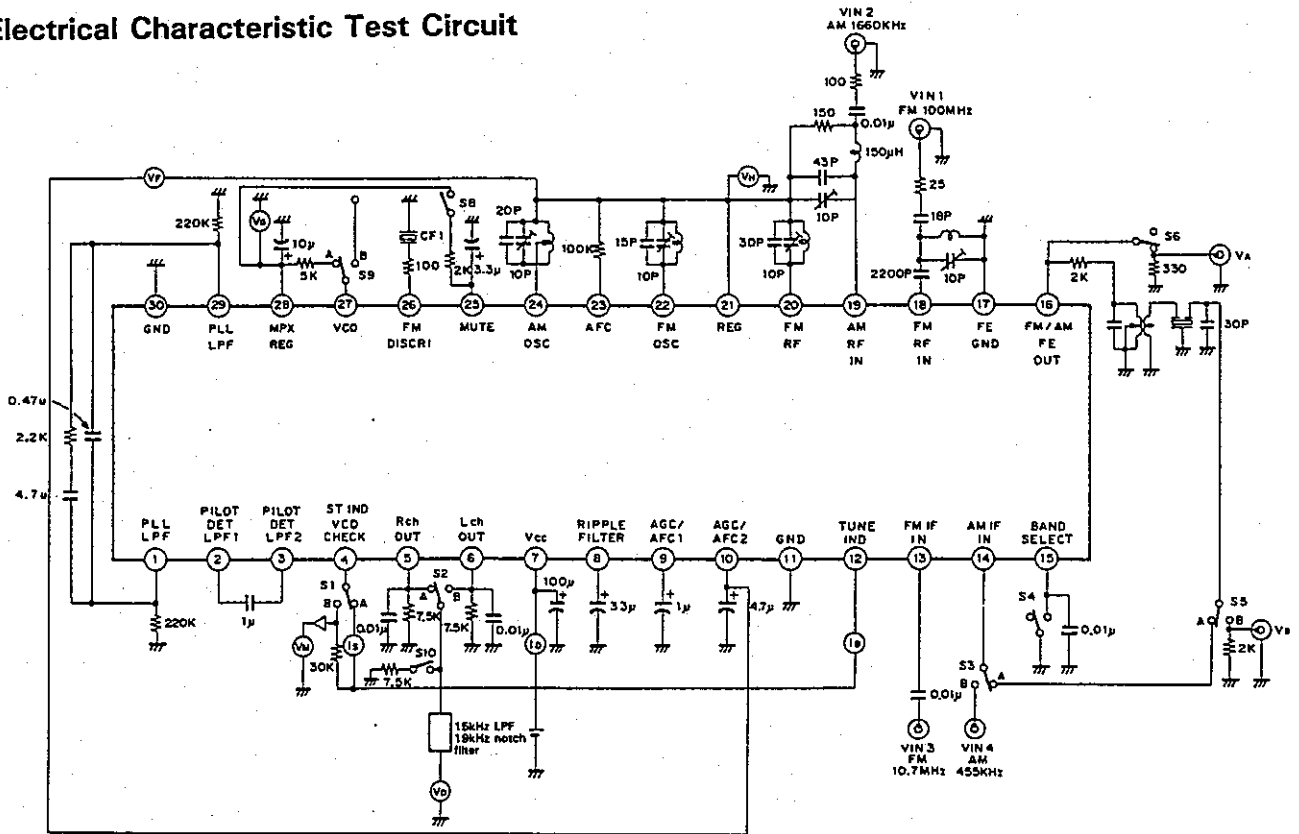 Electrical Characteristic Test Circuit
VIN 2
AM 1660KHz
100
0.01μ
150
150μH
43P
10P
VIN 1
FM 100MHz
25
18P
2200P
10P
VF
220K
VG
10μ
+
5K
A
B
S9
CF1
100
S8
2K
3.3μ
+
20P
10P
100K
15P
10P
VH
30P
10P
S6
330
VA
2K
30P
30
29
28
27
26
25
24
23
22
21
20
19
18
17
16
GND
PLL
LPF
MPX
REG
VCO
FM
DISCRI
MUTE
AM
OSC
AFC
FM
OSC
REG
FM
RF
AM
RF
IN
FM
RF
IN
FE
GND
FM/AM
FE
OUT
0.47u
2.2K
4.7u
PLL
LPF
PILOT
DET
LPF1
PILOT
DET
LPF2
ST IND
VCO
CHECK
Rch
OUT
Lch
OUT
Vcc
RIPPLE
FILTER
AGC/
AFC1
AGC/
AFC2
GND
TUNE
IND
FM IF
IN
AM IF
IN
BAND
SELECT
1
2
3
4
5
6
7
8
9
10
11
12
13
14
15
220K
1μ
S1
B
A
VM
30K
IS
0.01μ
7.5K
S2
A
B
7.5K
0.01μ
S10
7.5K
15kHz LPF
19kHz notch
filter
VD
100μ
+
ID
33μ
+
1μ
+
4.7μ
+
0.01μ
VIN 3
FM
10.7MHz
S3
B
A
VIN 4
AM
455KHz
S4
0.01μ
S5
A
B
2K
VB